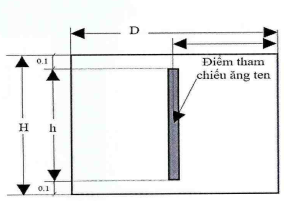 D
0.1
Điểm tham
chiếu ăng ten
H
h
0.1